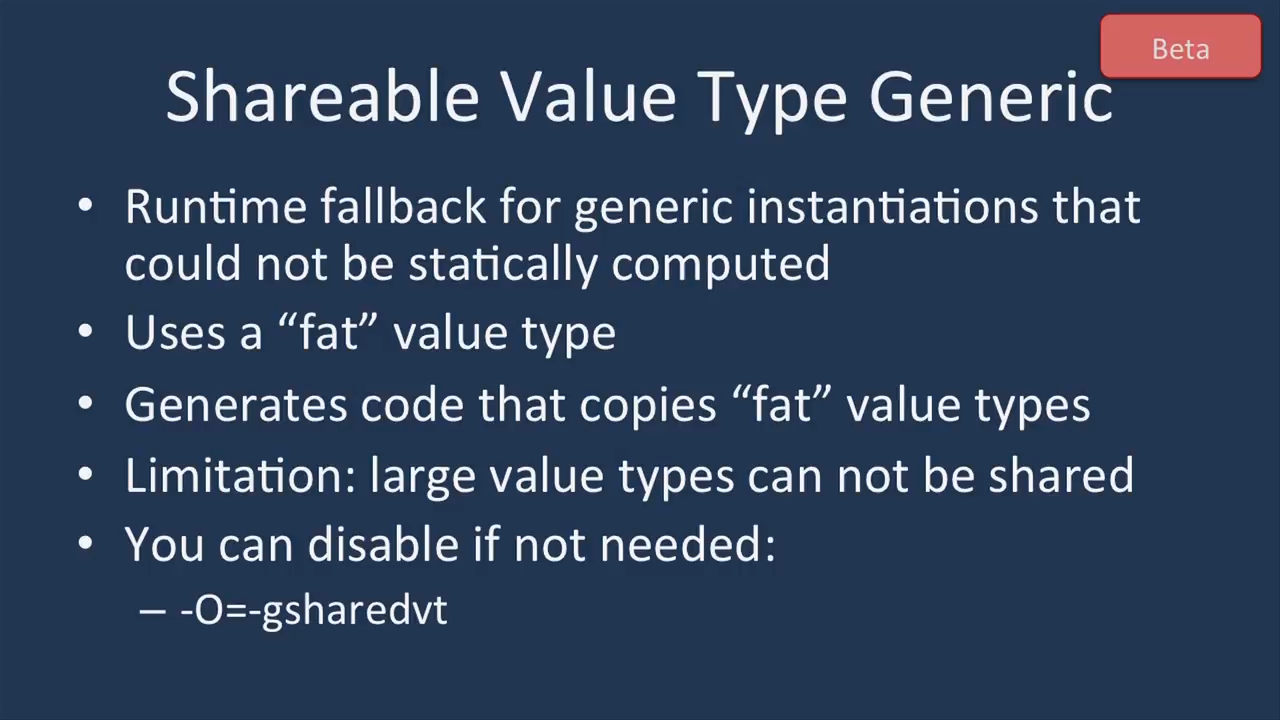 Beta
Shareable Value Type Generic
• Runtime fallback for generic instantiations that
could not be statically computed
• Uses a “fat” value type
• Generates code that copies “fat” value types
• Limitation: large value types can not be shared
• You can disable if not needed:
– -O=-gsharedvt